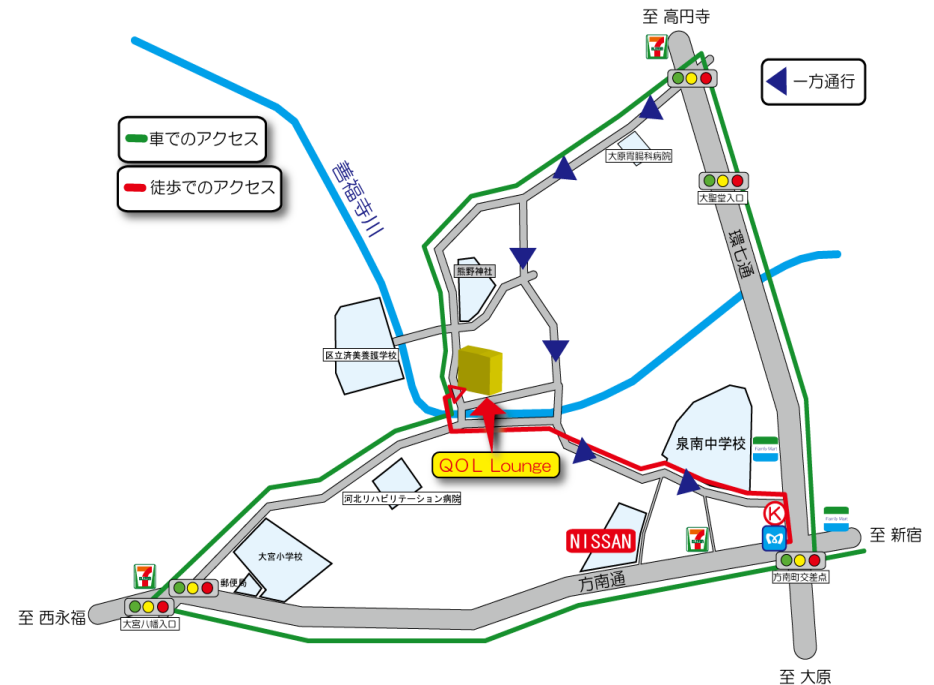 至 高円寺
一方通行
車でのアクセス
徒歩でのアクセス
大原胃腸科病院
善福寺川
大聖堂入口
環七通
熊野神社
区立済美養護学校
泉南中学校
QOL Lounge
河北リハビリテーション病院
NISSAN
大宮小学校
至 新宿
方南通
方南町交差点
郵便局
至 西永福
大宮八幡入口
至 大原
K
7
7
7